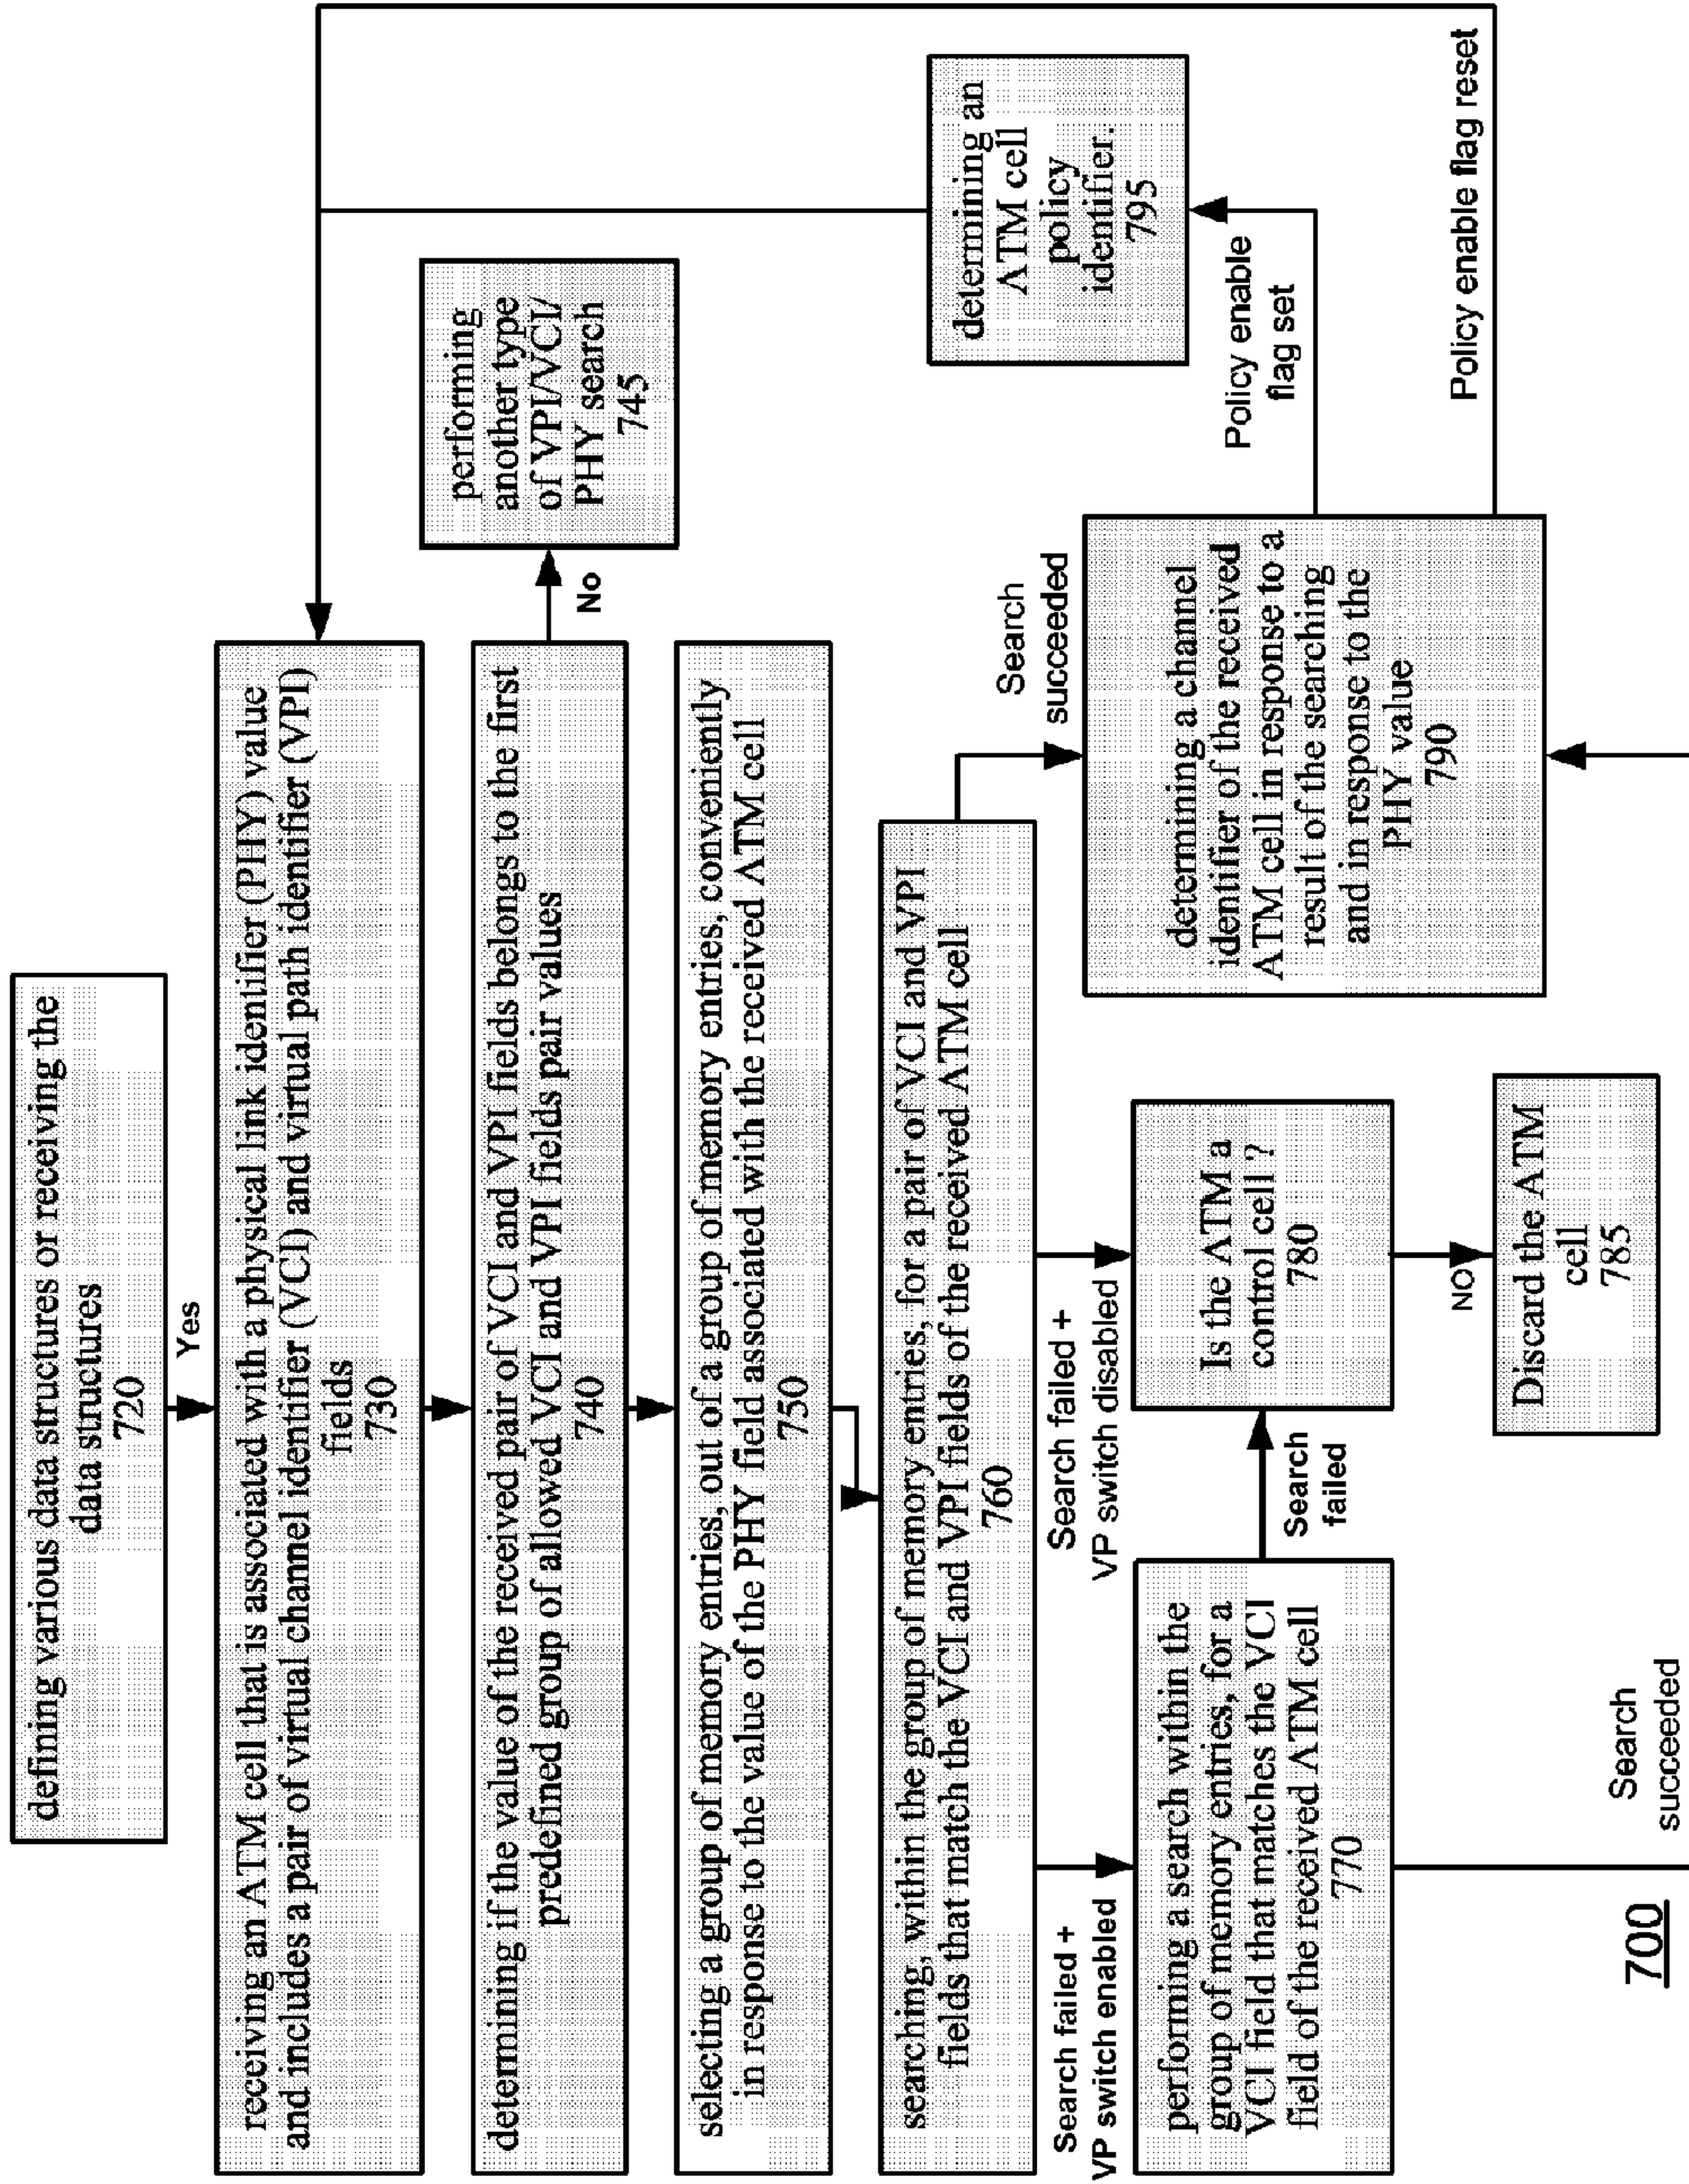 defining various data structures or receiving the
data structures
720
Yes
receiving an ATM cell that is associated with a physical link identifier (PHY) value
and includes a pair of virtual channel identifier (VCI) and virtual path identifier (VPI)
fields
730
determining if the value of the received pair of VCI and VPI fields belongs to the first
predefined group of allowed VCI and VPI fields pair values
740
No
performing
another type
of VPI/VCI/
PHY search
745
selecting a group of memory entries, out of a group of memory entries, conveniently
in response to the value of the PHY field associated with the received ATM cell
750
searching, within the group of memory entries, for a pair of VCI and VPI
fields that match the VCI and VPI fields of the received ATM cell
760
Search failed +
VP switch enabled
Search failed +
VP switch disabled
Search
succeeded
performing a search within the
group of memory entries, for a
VCI field that matches the VCI
field of the received ATM cell
770
Search
failed
Is the ATM a
control cell ?
780
NO
Discard the ATM
cell
785
determining a channel
identifier of the received
ATM cell in response to a
result of the searching
and in response to the
PHY value
790
Policy enable
flag set
determining an
ATM cell
policy
identifier.
795
Policy enable flag reset
Search
succeeded
700